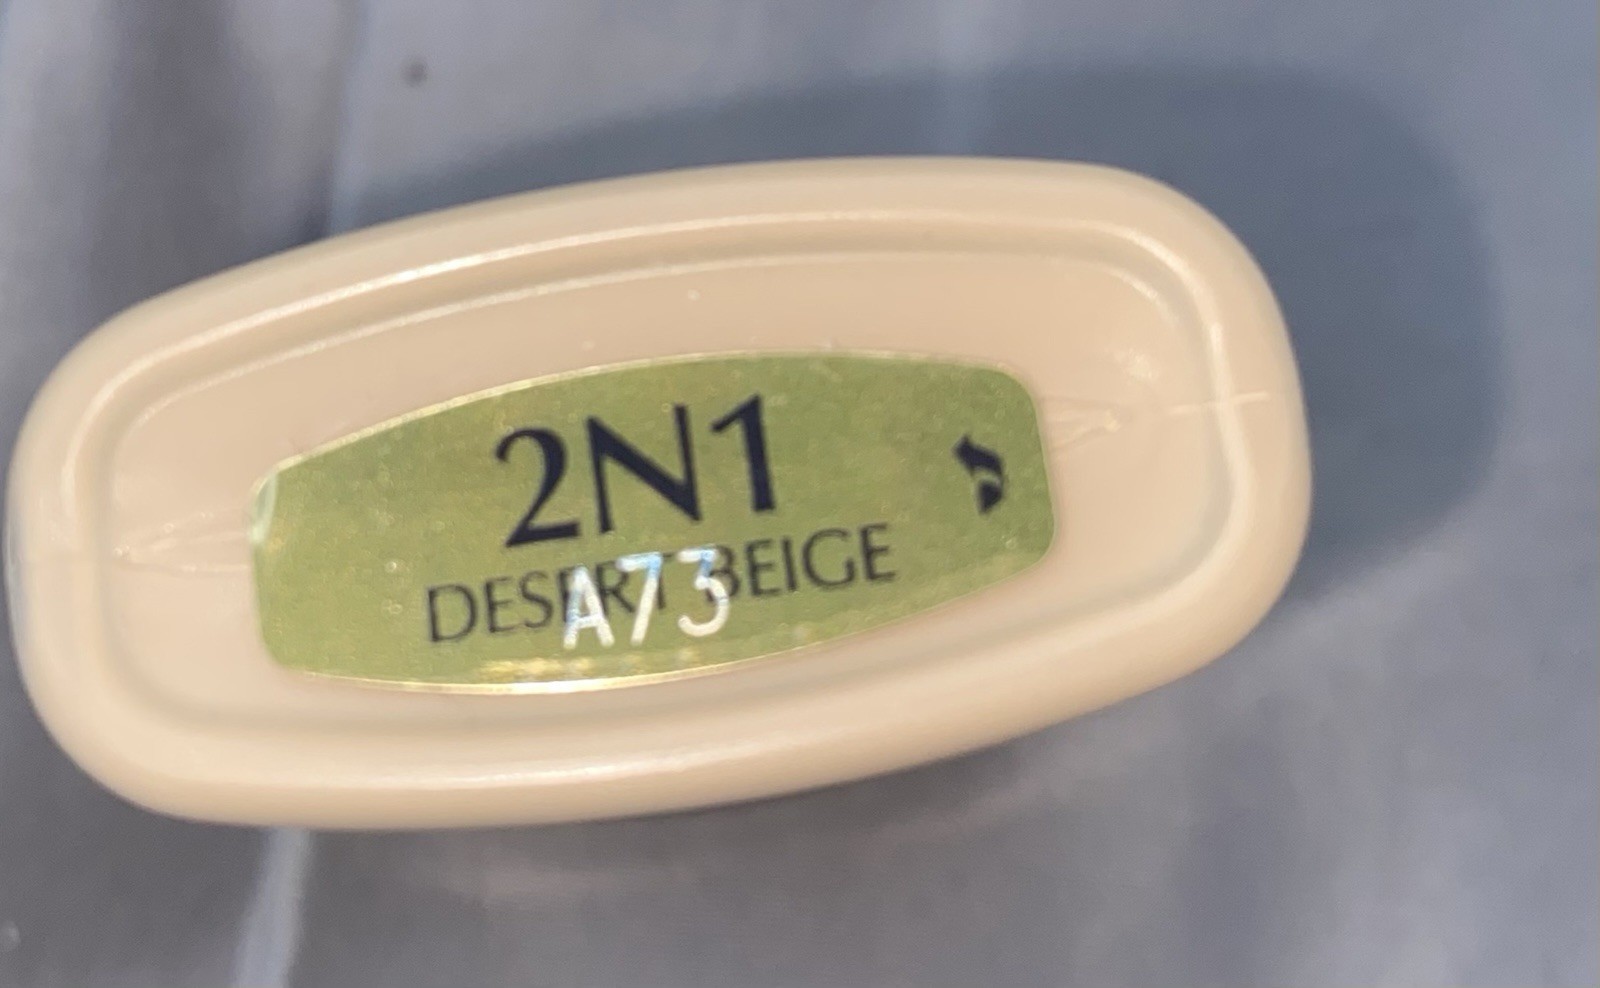 2N1
DESERT BEIGE
A73